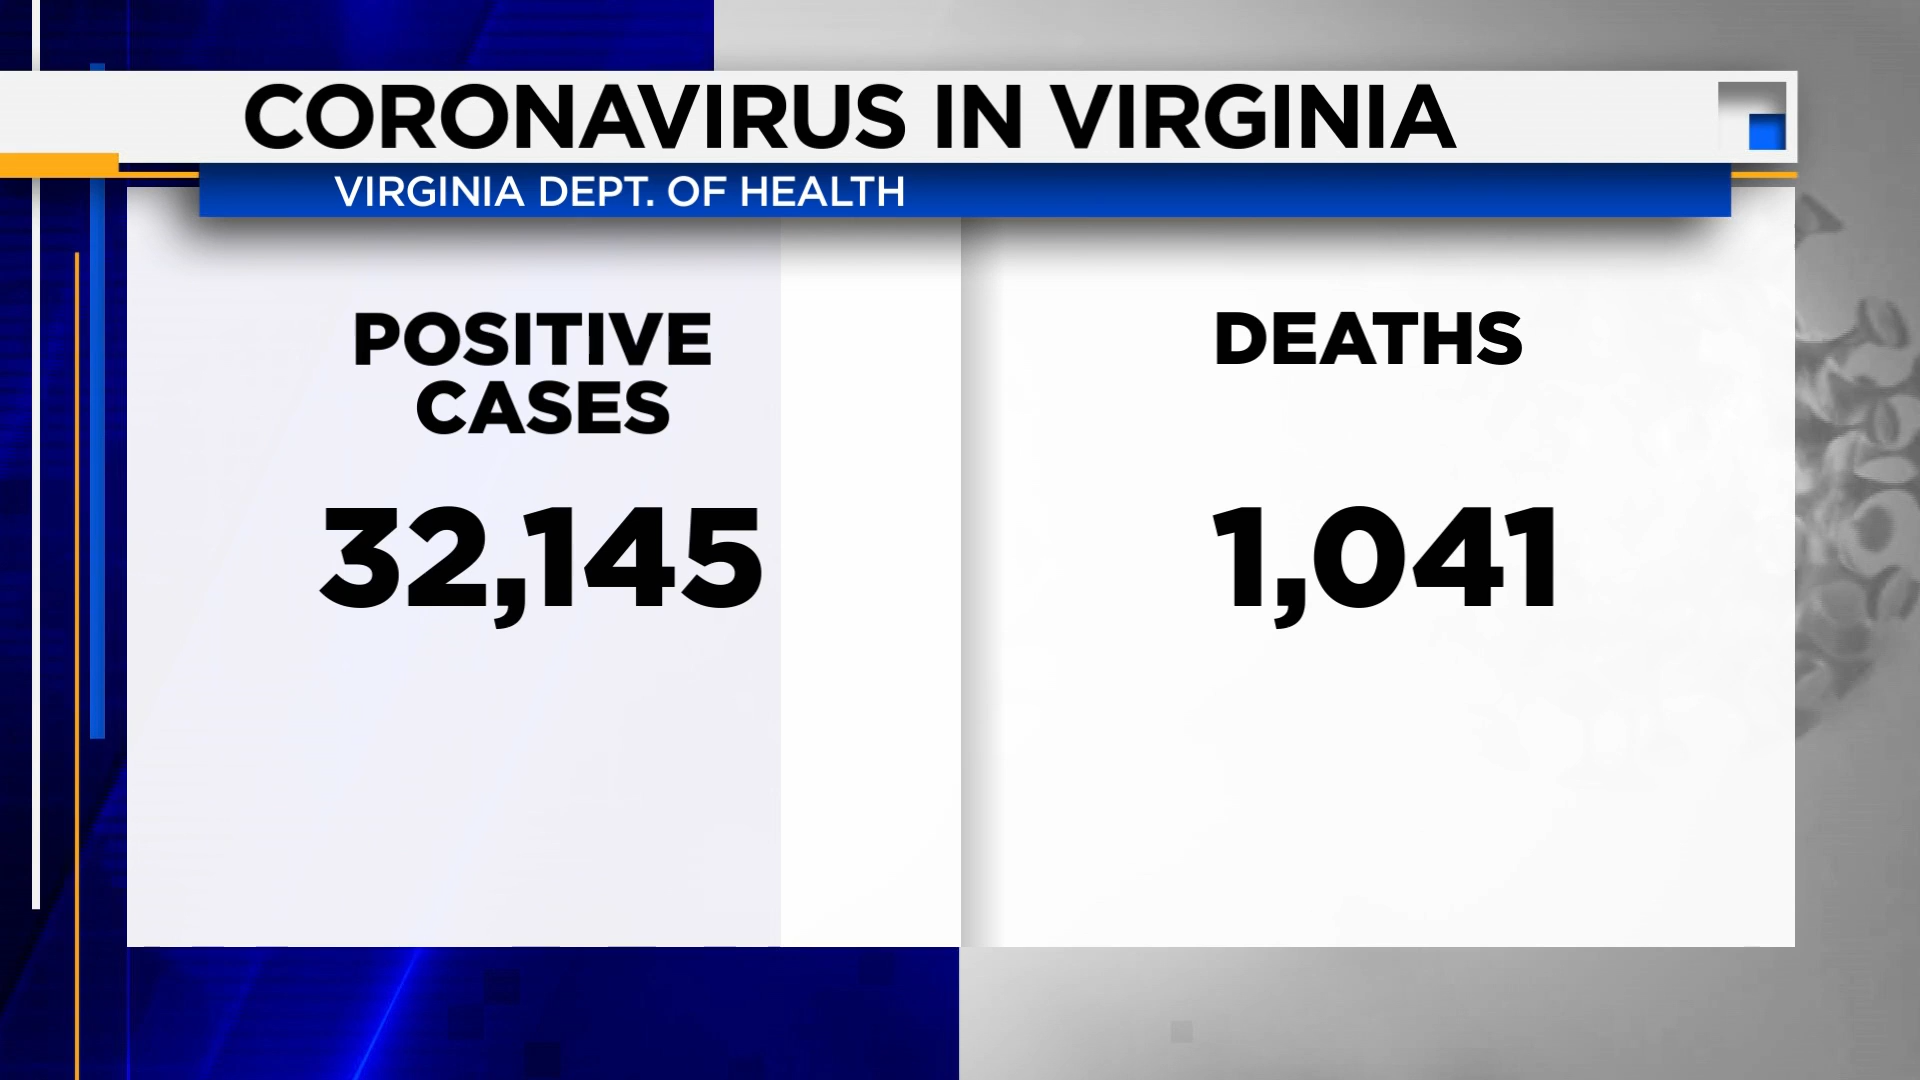 CORONAVIRUS IN VIRGINIA
VIRGINIA DEPT. OF HEALTH
POSITIVE
CASES
32,145
DEATHS
1,041